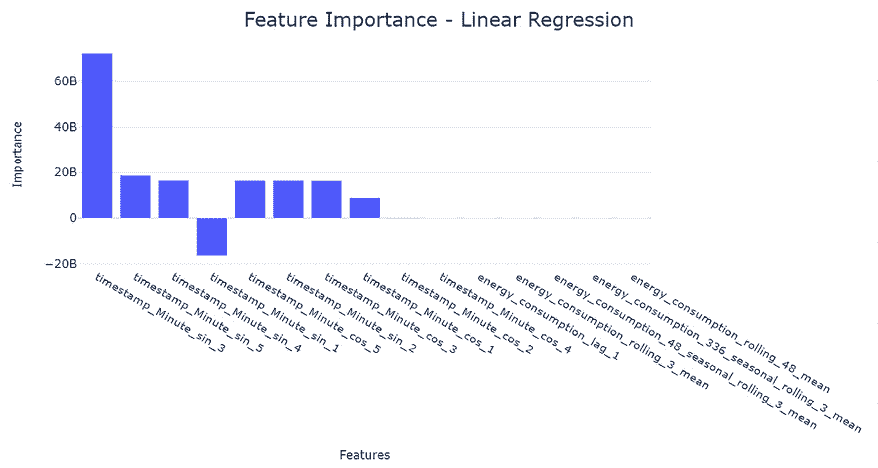 Feature Importance - Linear Regression
60B
40B
20B
0
−20B
Importance
timestamp_Minute_sin_3
timestamp_Minute_sin_5
timestamp_Minute_sin_4
timestamp_Minute_sin_1
timestamp_Minute_cos_5
timestamp_Minute_sin_2
timestamp_Minute_cos_3
timestamp_Minute_cos_1
timestamp_Minute_cos_2
timestamp_Minute_cos_4
energy_consumption_lag_1
energy_consumption_rolling_3_mean
energy_consumption_48_seasonal_rolling_3_mean
energy_consumption_336_seasonal_rolling_3_mean
energy_consumption_rolling_48_mean
Features